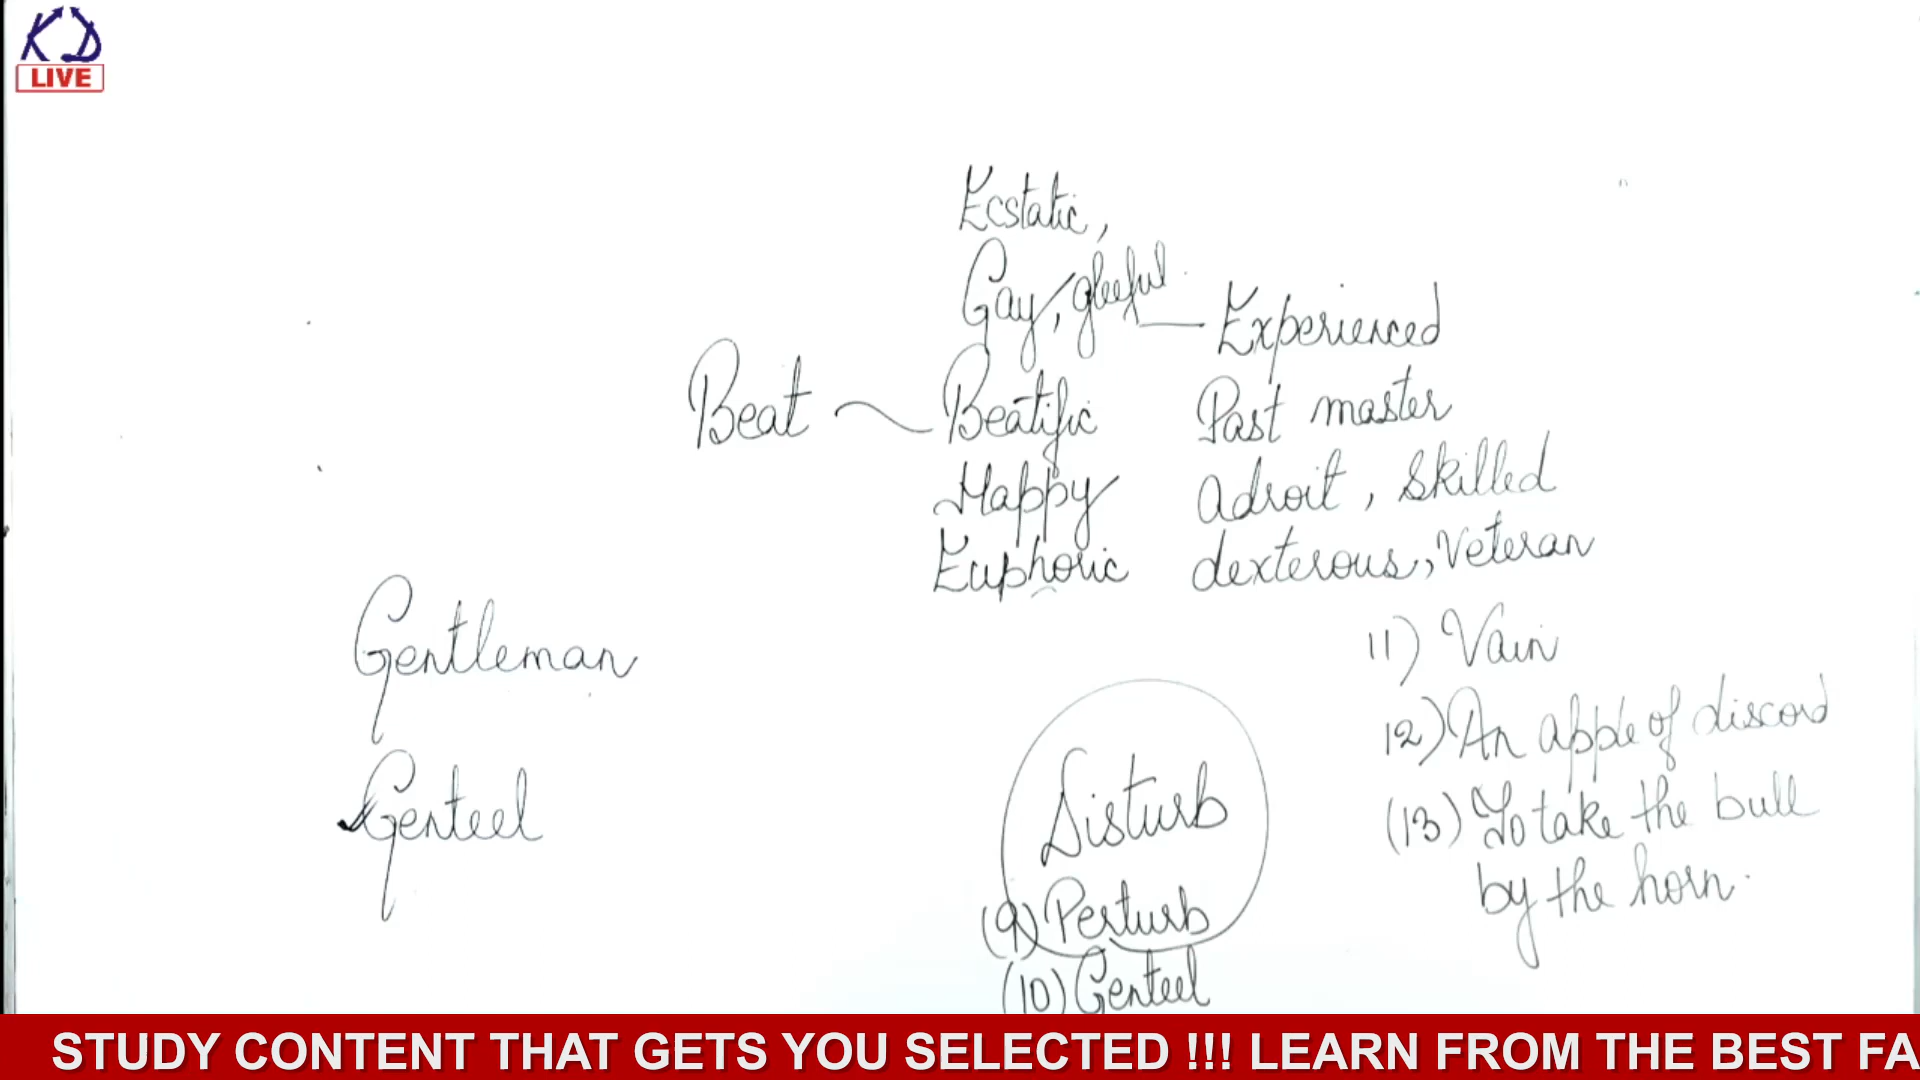 KD
LIVE
Ecstatic,
Gay, gleeful
Experienced
Beat
Beatific
Past master
Happy
Adroit, Skilled
Euphoric
dexterous, Veteran
Gentleman
11) Vain
12) An apple of discord
Genteel
Disturb
(13) To take the bull
by the horn.
(9) Perturb
(10) Genteel
STUDY CONTENT THAT GETS YOU SELECTED !!! LEARN FROM THE BEST FA